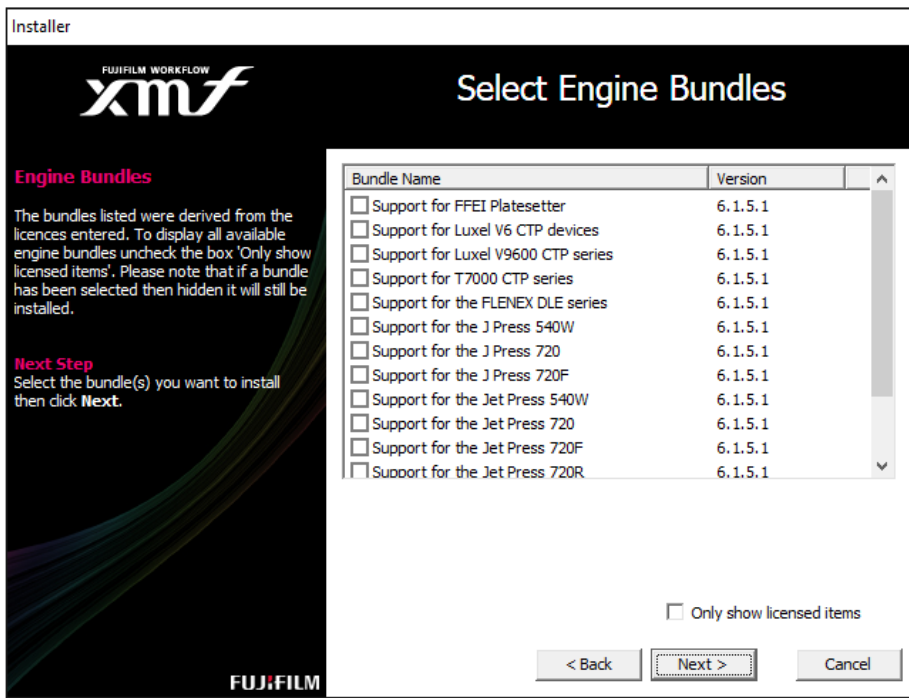 Installer
FUJIFILM WORKFLOW
xmf
Select Engine Bundles
Engine Bundles
The bundles listed were derived from the
licences entered. To display all available
engine bundles uncheck the box 'Only show
licensed items'. Please note that if a bundle
has been selected then hidden it will still be
installed.
Next Step
Select the bundle(s) you want to install
then click Next.
Bundle Name Version
Support for FFEI Platesetter 6.1.5.1
Support for Luxel V6 CTP devices 6.1.5.1
Support for Luxel V9600 CTP series 6.1.5.1
Support for T7000 CTP series 6.1.5.1
Support for the FLENEX DLE series 6.1.5.1
Support for the J Press 540W 6.1.5.1
Support for the J Press 720 6.1.5.1
Support for the J Press 720F 6.1.5.1
Support for the Jet Press 540W 6.1.5.1
Support for the Jet Press 720 6.1.5.1
Support for the Jet Press 720F 6.1.5.1
Support for the Jet Press 720R 6.1.5.1
Only show licensed items
< Back Next > Cancel
FUJIFILM